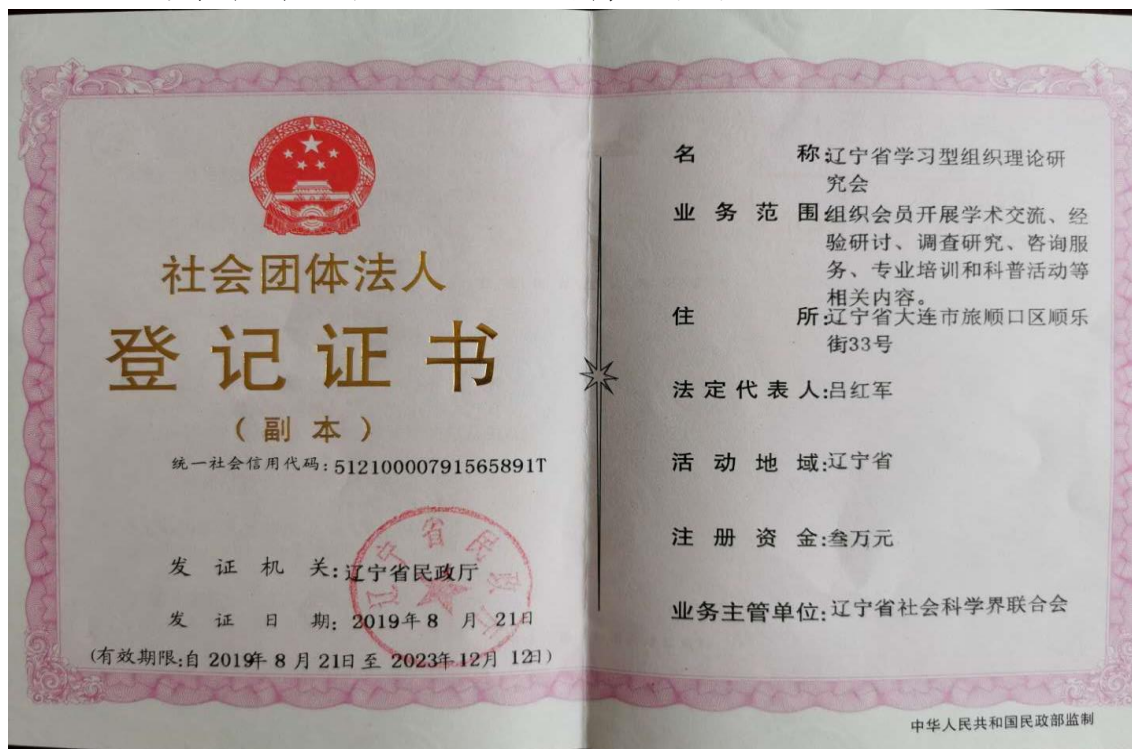 社会团体法人
登记证书
（副本）
统一社会信用代码：51210000791565891T
发证机关：辽宁省民政厅
发证日期：2019年8月21日
（有效期限：自2019年8月21日至2023年12月12日）
辽宁省民政厅
名称：辽宁省学习型组织理论研
究会
业务范围：组织会员开展学术交流、经
验研讨、调查研究、咨询服
务、专业培训和科普活动等
相关内容。
住所：辽宁省大连市旅顺口区顺乐
街33号
法定代表人：吕红军
活动地域：辽宁省
注册资金：叁万元
业务主管单位：辽宁省社会科学界联合会
中华人民共和国民政部监制